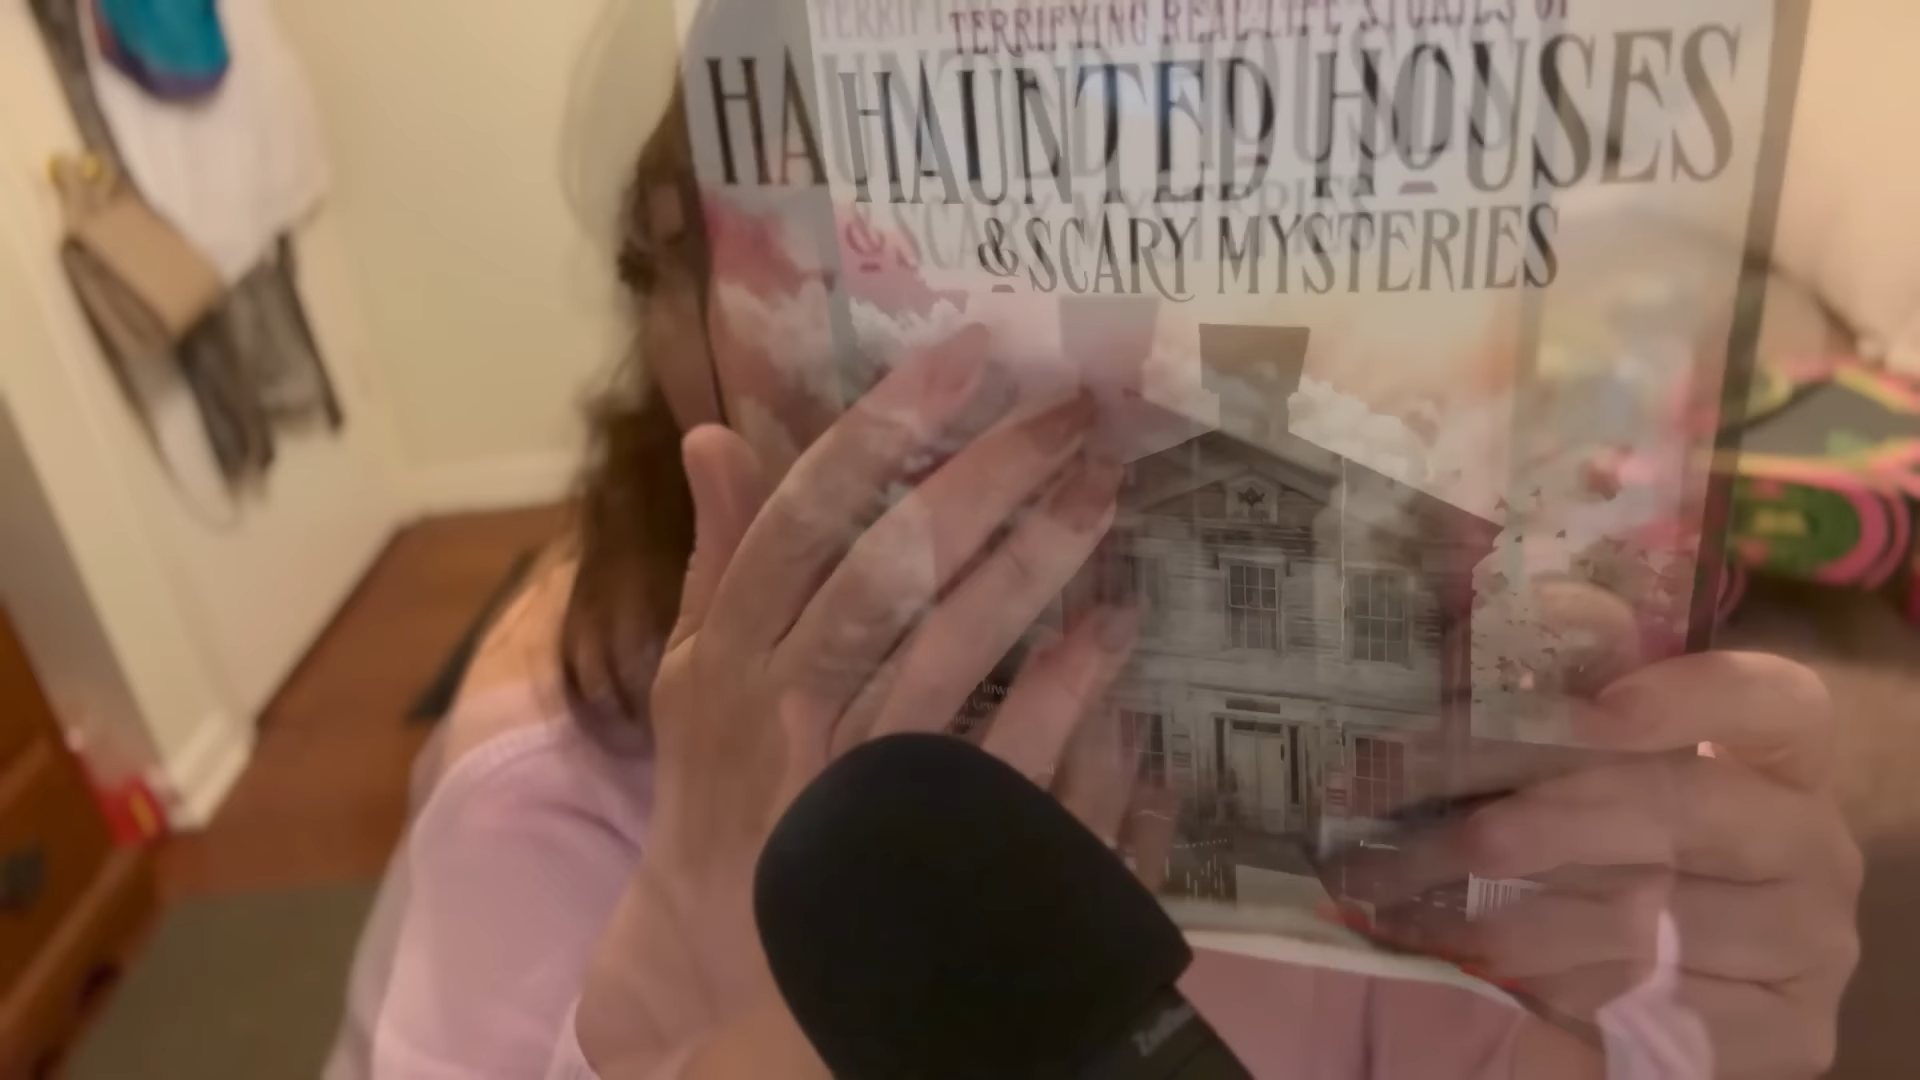 TERRIFYING REAL-LIFE STORIES OF
HAUNTED HOUSES
& SCARY MYSTERIES